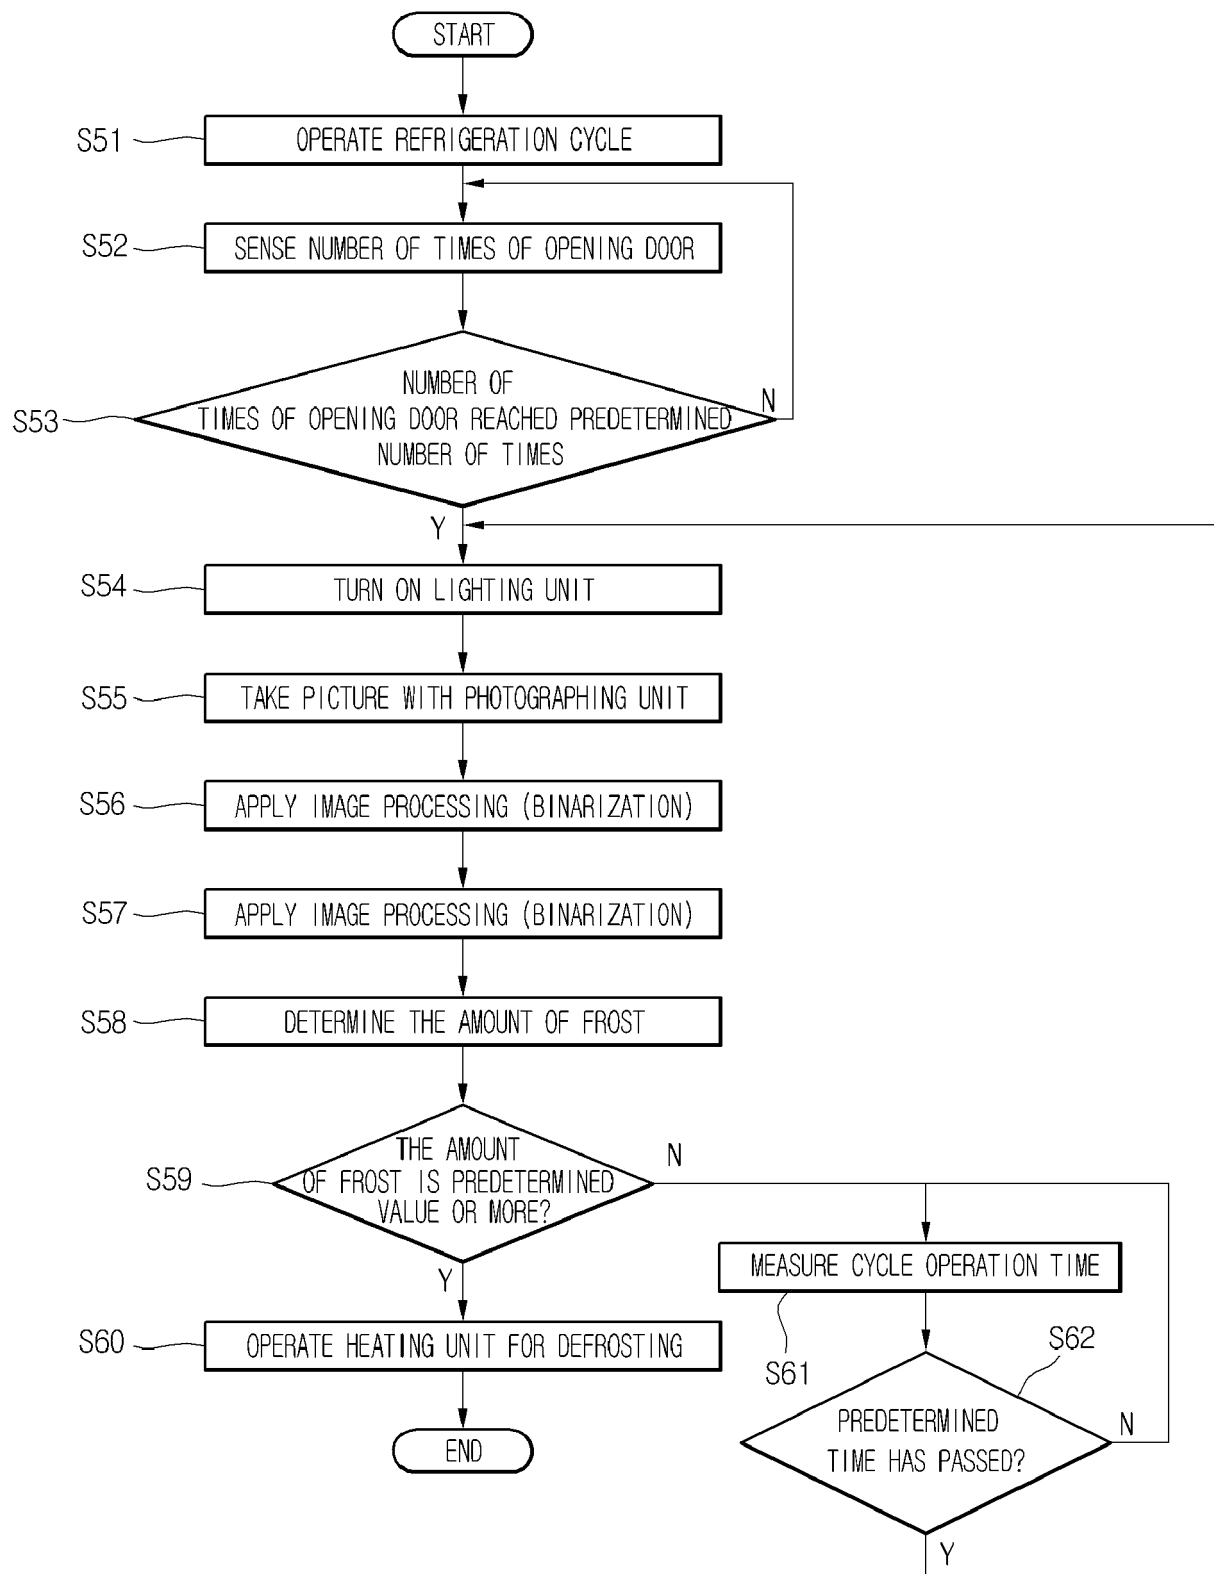 START
S51
OPERATE REFRIGERATION CYCLE
S52
SENSE NUMBER OF TIMES OF OPENING DOOR
S53
NUMBER OF
TIMES OF OPENING DOOR REACHED PREDETERMINED
NUMBER OF TIMES
N
Y
S54
TURN ON LIGHTING UNIT
S55
TAKE PICTURE WITH PHOTOGRAPHING UNIT
S56
APPLY IMAGE PROCESSING (BINARIZATION)
S57
APPLY IMAGE PROCESSING (BINARIZATION)
S58
DETERMINE THE AMOUNT OF FROST
S59
THE AMOUNT
OF FROST IS PREDETERMINED
VALUE OR MORE?
N
Y
MEASURE CYCLE OPERATION TIME
S61
S60
OPERATE HEATING UNIT FOR DEFROSTING
S62
PREDETERMINED
TIME HAS PASSED?
N
Y
END